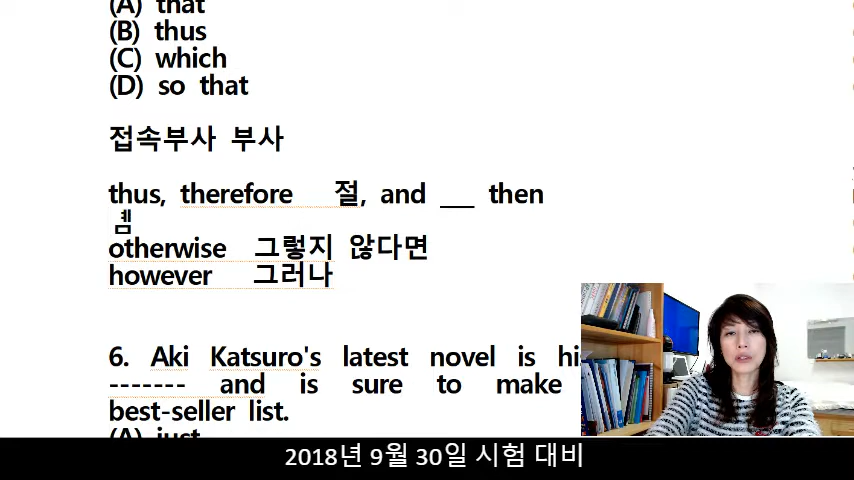 (A) that
(B) thus
(C) which
(D) so that
접속부사 부사
thus, therefore 절, and ___ then
otherwise 그렇지 않다면
however 그러나
6. Aki Katsuro's latest novel is hi
------- and is sure to make
best-seller list.
(A) just
2018년 9월 30일 시험 대비